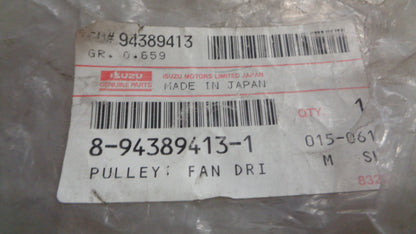 94389413
GR. 0.659
ISUZU
GENUINE PARTS
ISUZU MOTORS LIMITED JAPAN
MADE IN JAPAN
QTY 1
8-94389413-1
015-061
PULLEY; FAN DRI
M
832